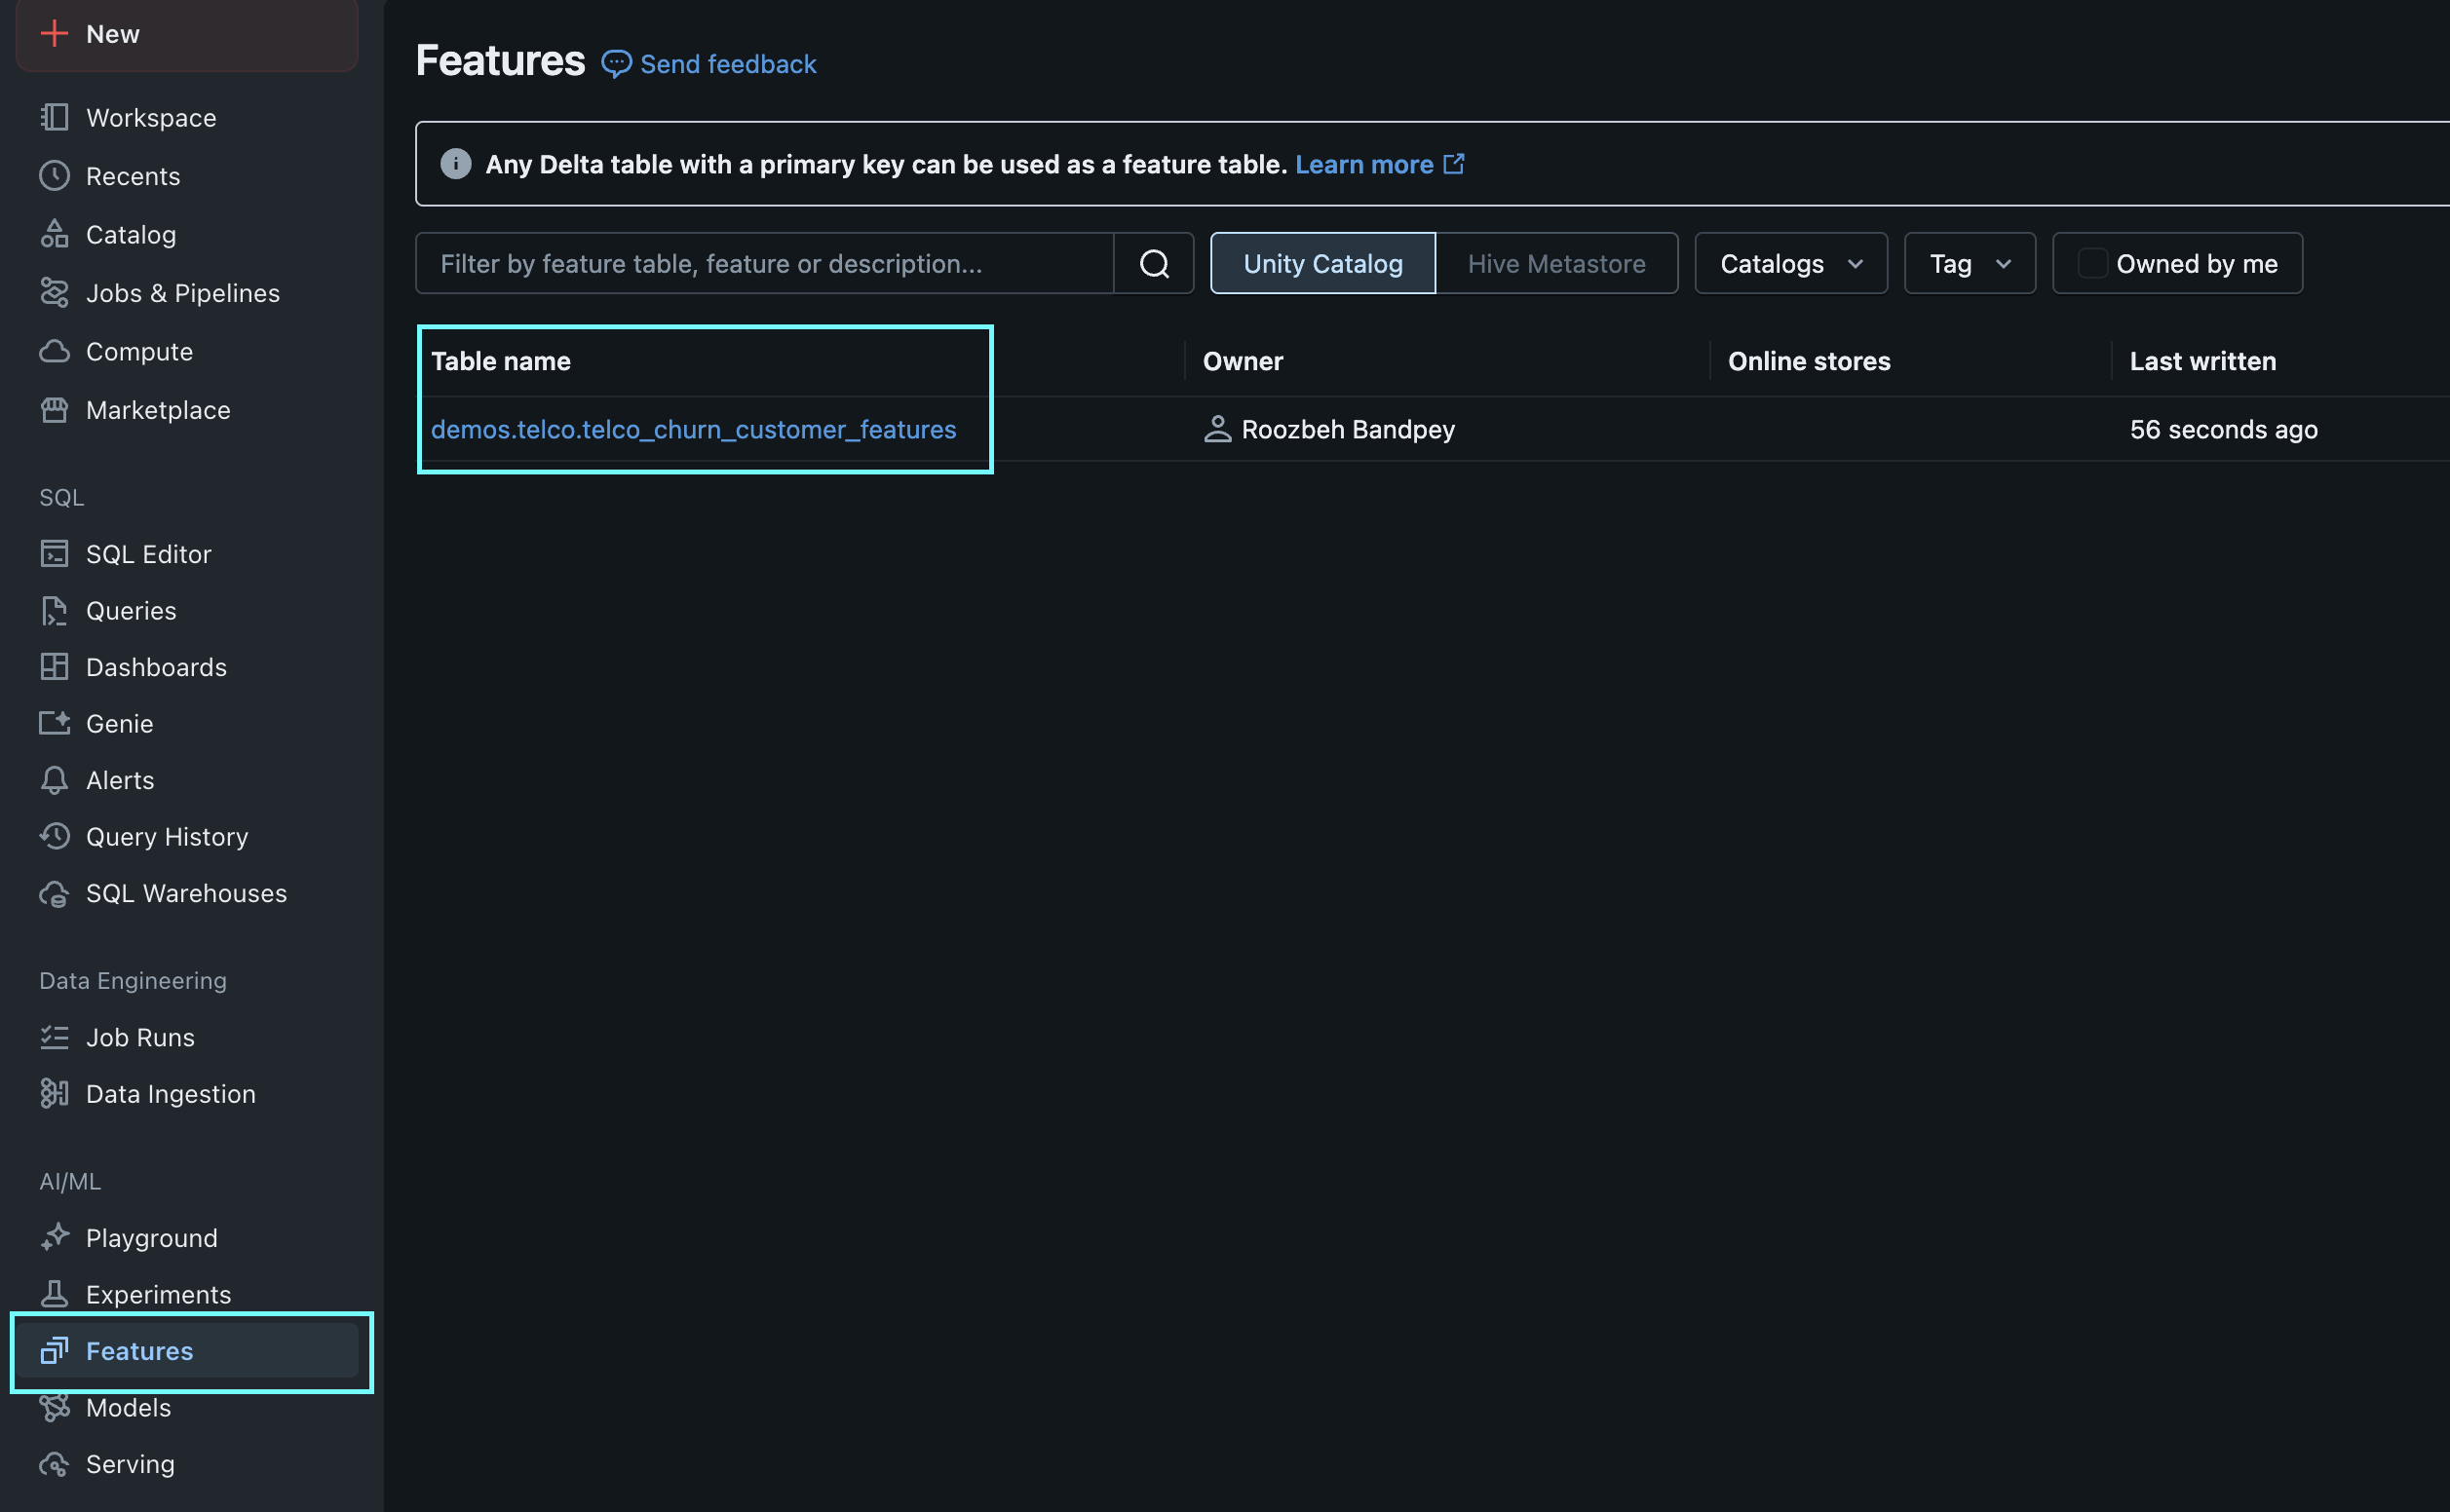 New
Workspace
Recents
Catalog
Jobs & Pipelines
Compute
Marketplace
SQL
SQL Editor
Queries
Dashboards
Genie
Alerts
Query History
SQL Warehouses
Data Engineering
Job Runs
Data Ingestion
AI/ML
Playground
Experiments
Features
Models
Serving
Features Send feedback
Any Delta table with a primary key can be used as a feature table. Learn more
Filter by feature table, feature or description... Unity Catalog Hive Metastore Catalogs Tag Owned by me
Table name Owner Online stores Last written
demos.telco.telco_churn_customer_features Roozbeh Bandpey 56 seconds ago